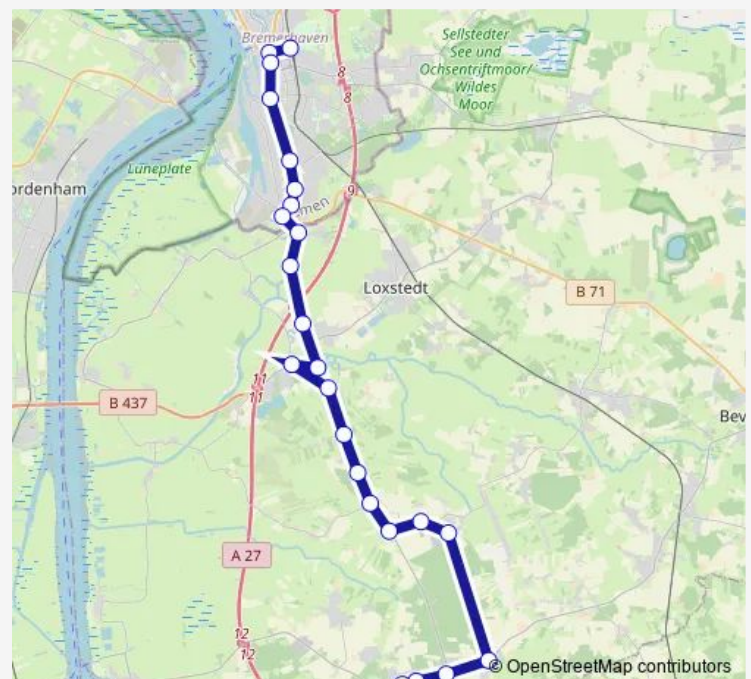 Bremerhaven
Sellstedter
See und
Ochsentriftmoor/
Wildes
Moor
8
8
Luneplate
ordenham
9
men
Loxstedt
B 71
11
11
B 437
Bev
A 27
12
12
© OpenStreetMap contributors